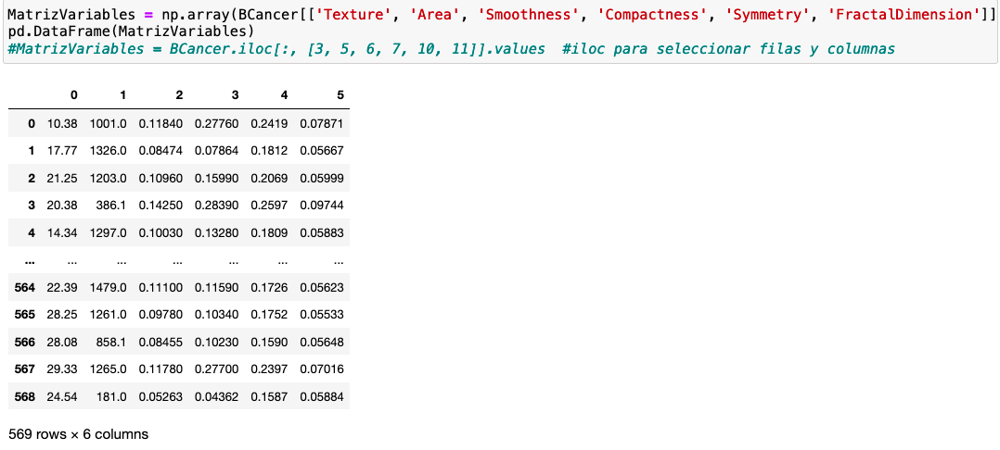 MatrizVariables = np.array(BCancer[['Texture', 'Area', 'Smoothness', 'Compactness', 'Symmetry', 'FractalDimension']]
pd.DataFrame(MatrizVariables)
#MatrizVariables = BCancer.iloc[:, [3, 5, 6, 7, 10, 11]].values  #iloc para seleccionar filas y columnas
0 1 2 3 4 5
0 10.38 1001.0 0.11840 0.27760 0.2419 0.07871
1 17.77 1326.0 0.08474 0.07864 0.1812 0.05667
2 21.25 1203.0 0.10960 0.15990 0.2069 0.05999
3 20.38 386.1 0.14250 0.28390 0.2597 0.09744
4 14.34 1297.0 0.10030 0.13280 0.1809 0.05883
... ... ... ... ... ... ...
564 22.39 1479.0 0.11100 0.11590 0.1726 0.05623
565 28.25 1261.0 0.09780 0.10340 0.1752 0.05533
566 28.08 858.1 0.08455 0.10230 0.1590 0.05648
567 29.33 1265.0 0.11780 0.27700 0.2397 0.07016
568 24.54 181.0 0.05263 0.04362 0.1587 0.05884
569 rows × 6 columns